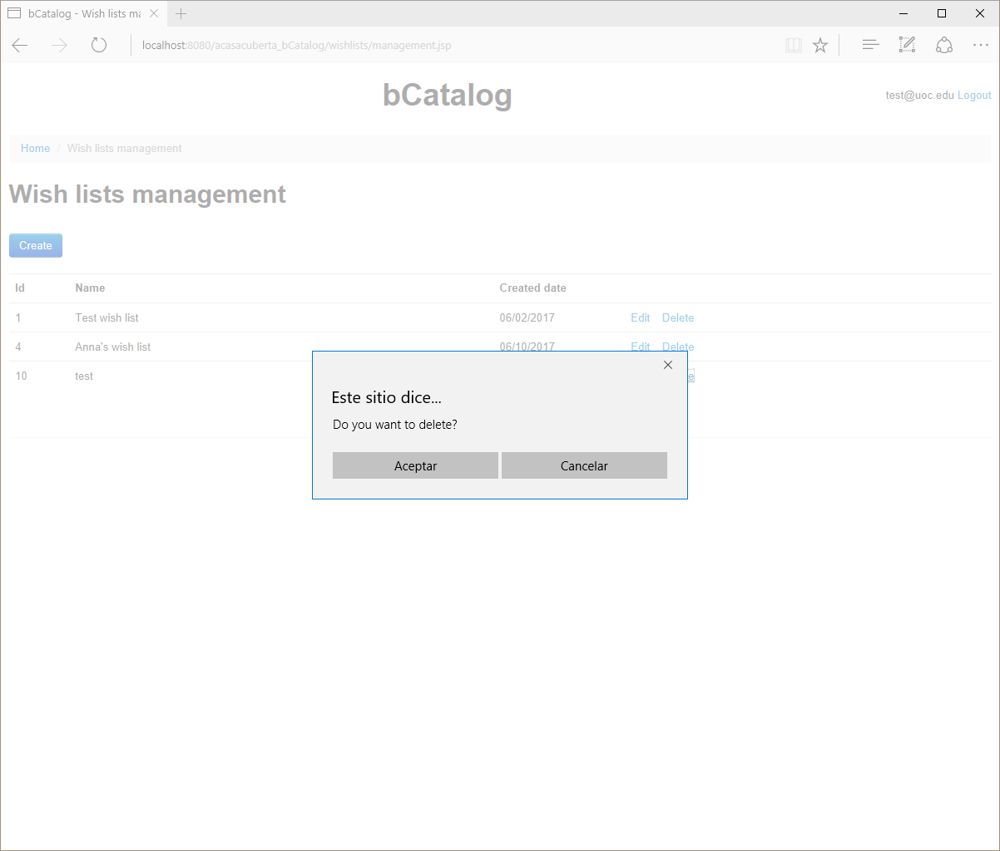 bCatalog - Wish lists ma
localhost:8080/acasacuberta_bCatalog/wishlists/management.jsp
bCatalog
test@uoc.edu Logout
Home / Wish lists management
Wish lists management
Create
Id Name Created date
1 Test wish list 06/02/2017 Edit Delete
4 Anna's wish list 06/10/2017 Edit Delete
10 test
Este sitio dice...
Do you want to delete?
Aceptar Cancelar